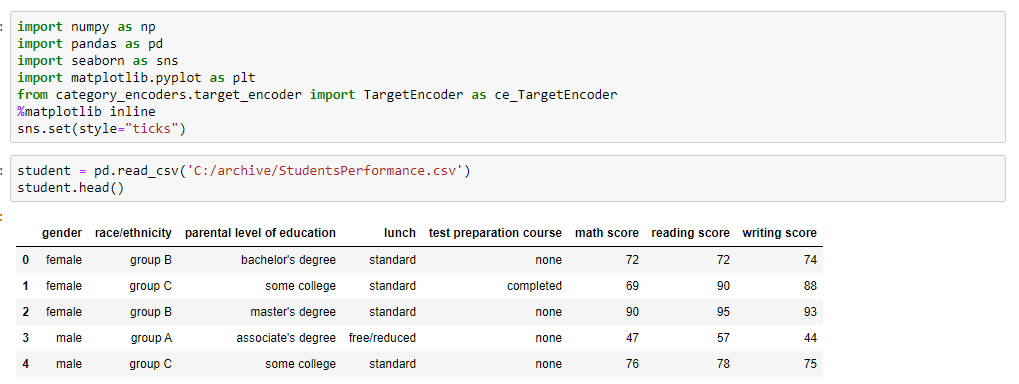 import numpy as np
import pandas as pd
import seaborn as sns
import matplotlib.pyplot as plt
from category_encoders.target_encoder import TargetEncoder as ce_TargetEncoder
%matplotlib inline
sns.set(style="ticks")
student = pd.read_csv('C:/archive/StudentsPerformance.csv')
student.head()
gender race/ethnicity parental level of education lunch test preparation course math score reading score writing score
0 female group B bachelor's degree standard none 72 72 74
1 female group C some college standard completed 69 90 88
2 female group B master's degree standard none 90 95 93
3 male group A associate's degree free/reduced none 47 57 44
4 male group C some college standard none 76 78 75